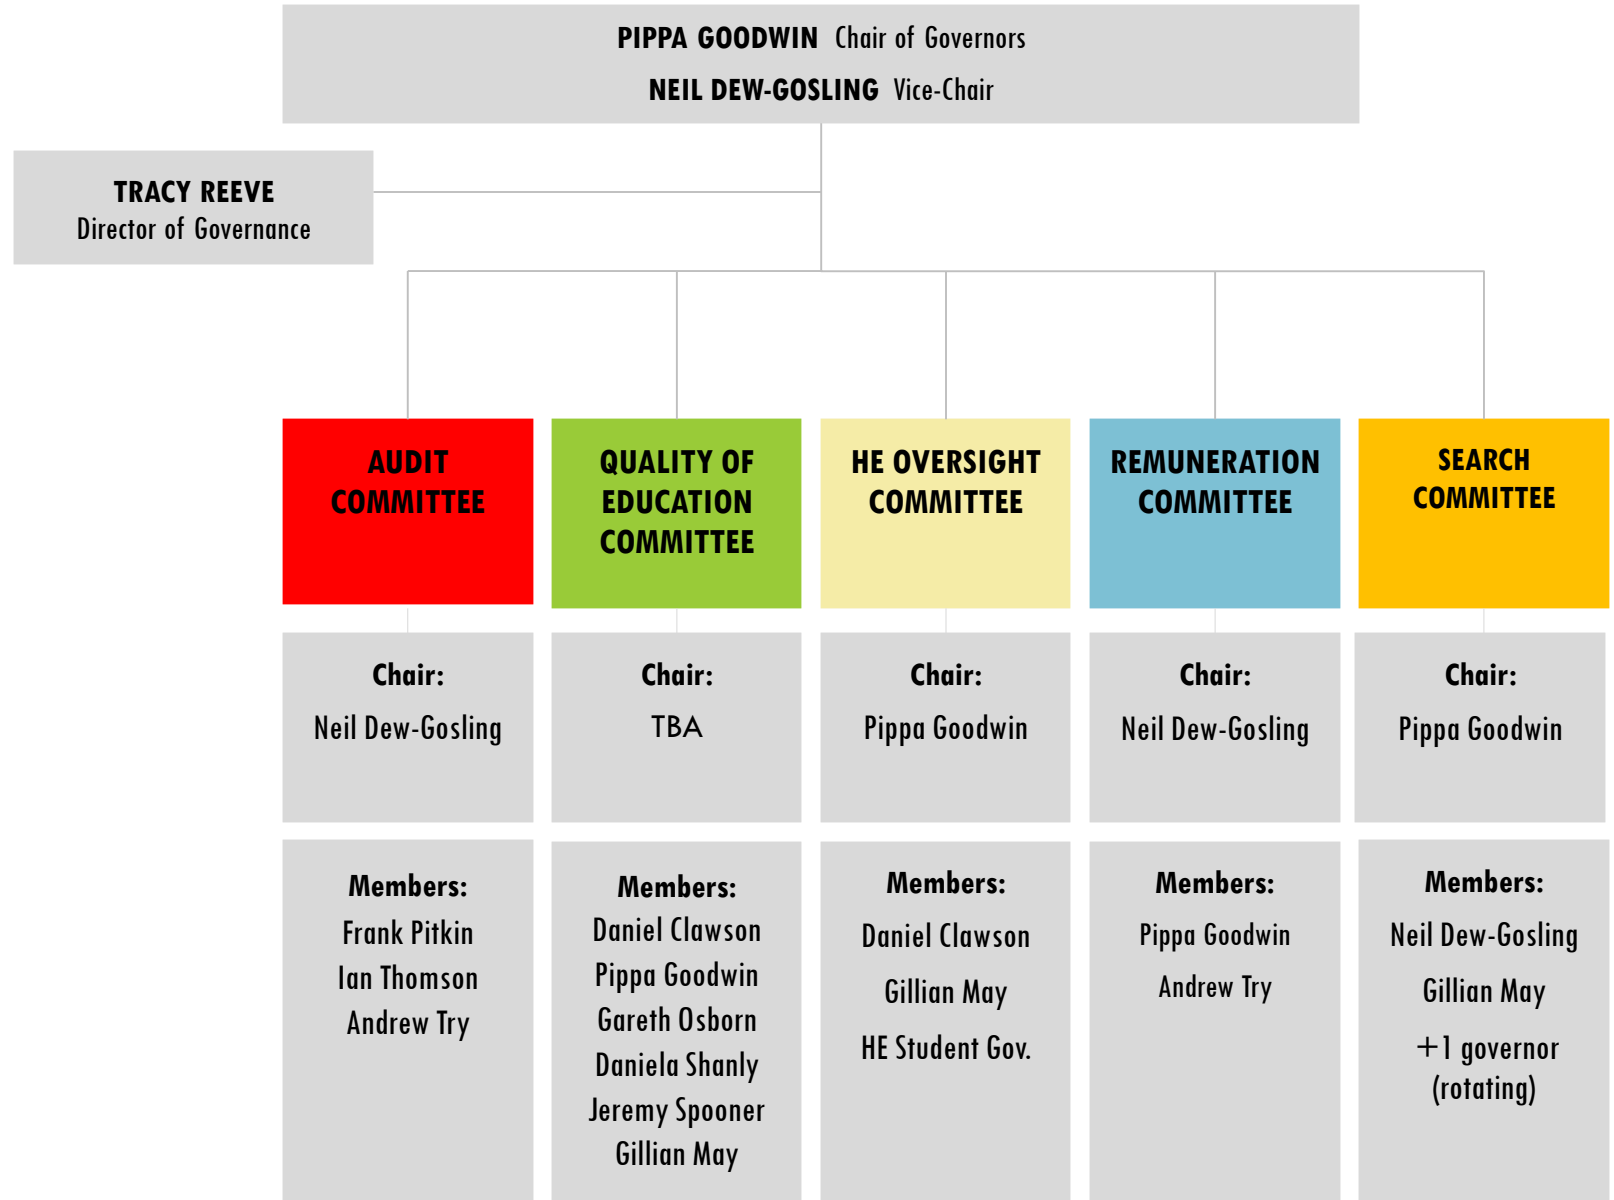 PIPPA GOODWIN Chair of Governors
NEIL DEW-GOSLING Vice-Chair
TRACY REEVE
Director of Governance
AUDIT
COMMITTEE
QUALITY OF
EDUCATION
COMMITTEE
HE OVERSIGHT
COMMITTEE
REMUNERATION
COMMITTEE
SEARCH
COMMITTEE
Chair:
Neil Dew-Gosling
Chair:
TBA
Chair:
Pippa Goodwin
Chair:
Neil Dew-Gosling
Chair:
Pippa Goodwin
Members:
Frank Pitkin
Ian Thomson
Andrew Try
Members:
Daniel Clawson
Pippa Goodwin
Gareth Osborn
Daniela Shanly
Jeremy Spooner
Gillian May
Members:
Daniel Clawson
Gillian May
HE Student Gov.
Members:
Pippa Goodwin
Andrew Try
Members:
Neil Dew-Gosling
Gillian May
+1 governor
(rotating)